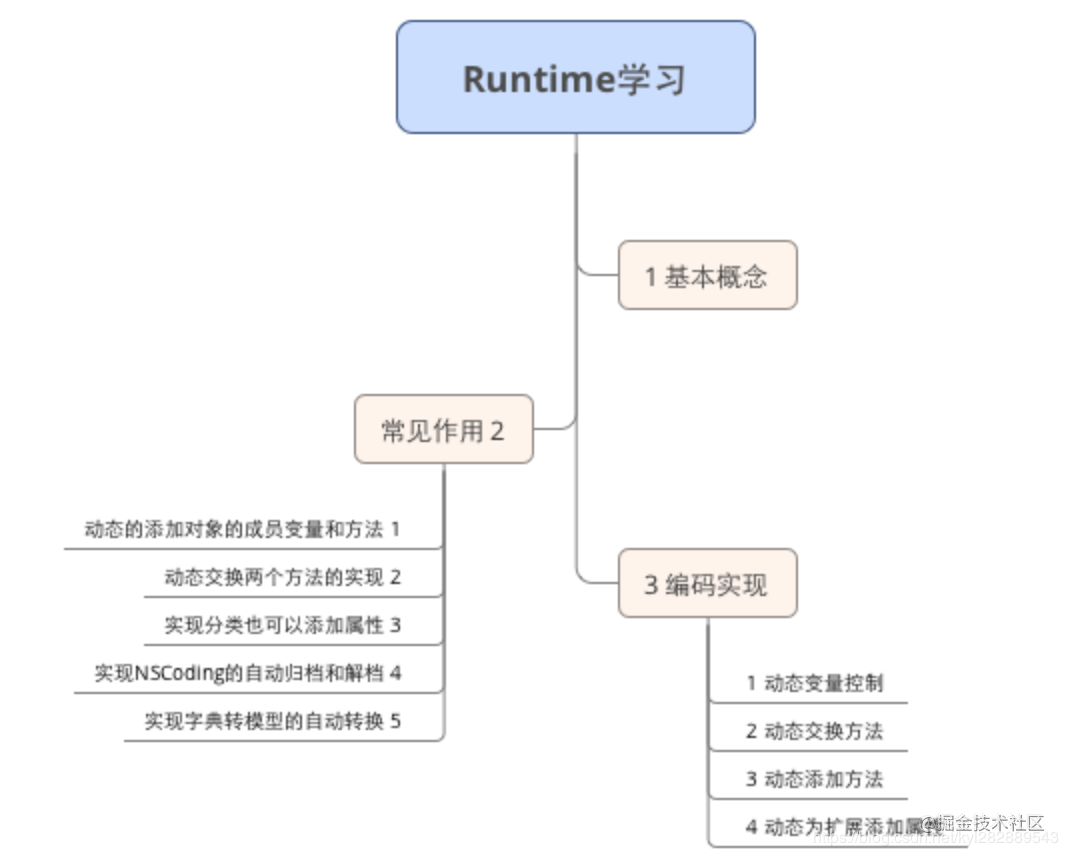 Runtime学习
1 基本概念
常见作用 2
动态的添加对象的成员变量和方法 1
动态交换两个方法的实现 2
实现分类也可以添加属性 3
实现NSCoding的自动归档和解档 4
实现字典转模型的自动转换 5
3 编码实现
1 动态变量控制
2 动态交换方法
3 动态添加方法
4 动态为扩展添加属性
@掘金技术社区
https://blog.csdn.net/kyl282889543